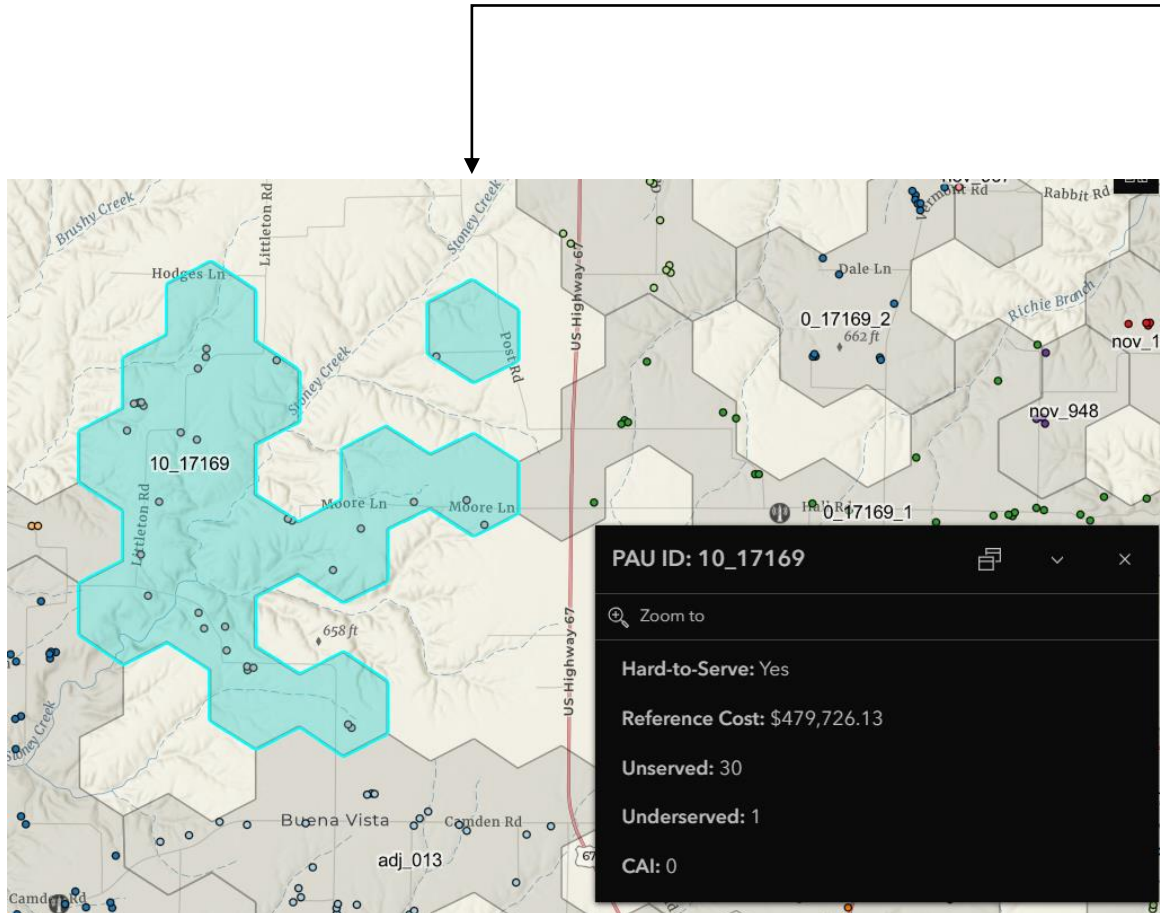 Brushy Creek
Littleton Rd
Stoney Creek
Vermont Rd
Rabbit Rd
Hodges Ln
US Highway 67
Dale Ln
Richie Branch
0_17169_2
662 ft
Post Rd
Stoney Creek
nov_948
10_17169
Moore Ln
Moore Ln
0_17169_1
Littleton Rd
658 ft
US Highway 67
Stoney Creek
Buena Vista
Camden Rd
adj_013
67
PAU ID: 10_17169
Zoom to
Hard-to-Serve: Yes
Reference Cost: $479,726.13
Unserved: 30
Underserved: 1
CAI: 0